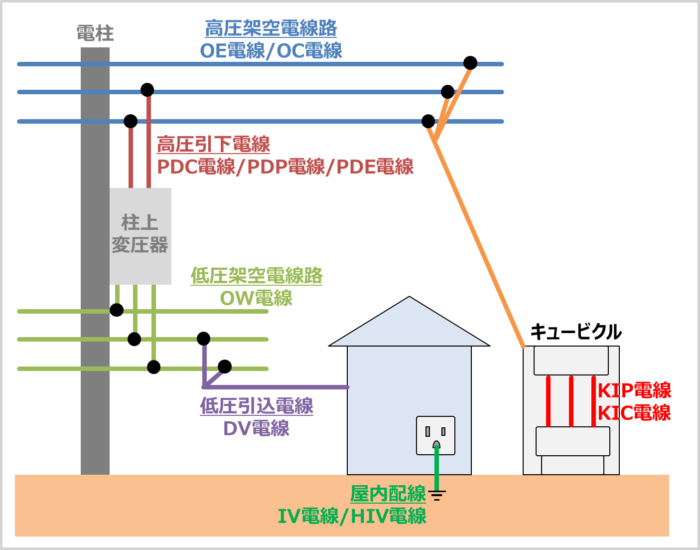 電柱
高圧架空電線路
OE電線/OC電線
高圧引下電線
PDC電線/PDP電線/PDE電線
柱上
変圧器
低圧架空電線路
OW電線
キュービクル
KIP電線
KIC電線
低圧引込電線
DV電線
屋内配線
IV電線/HIV電線